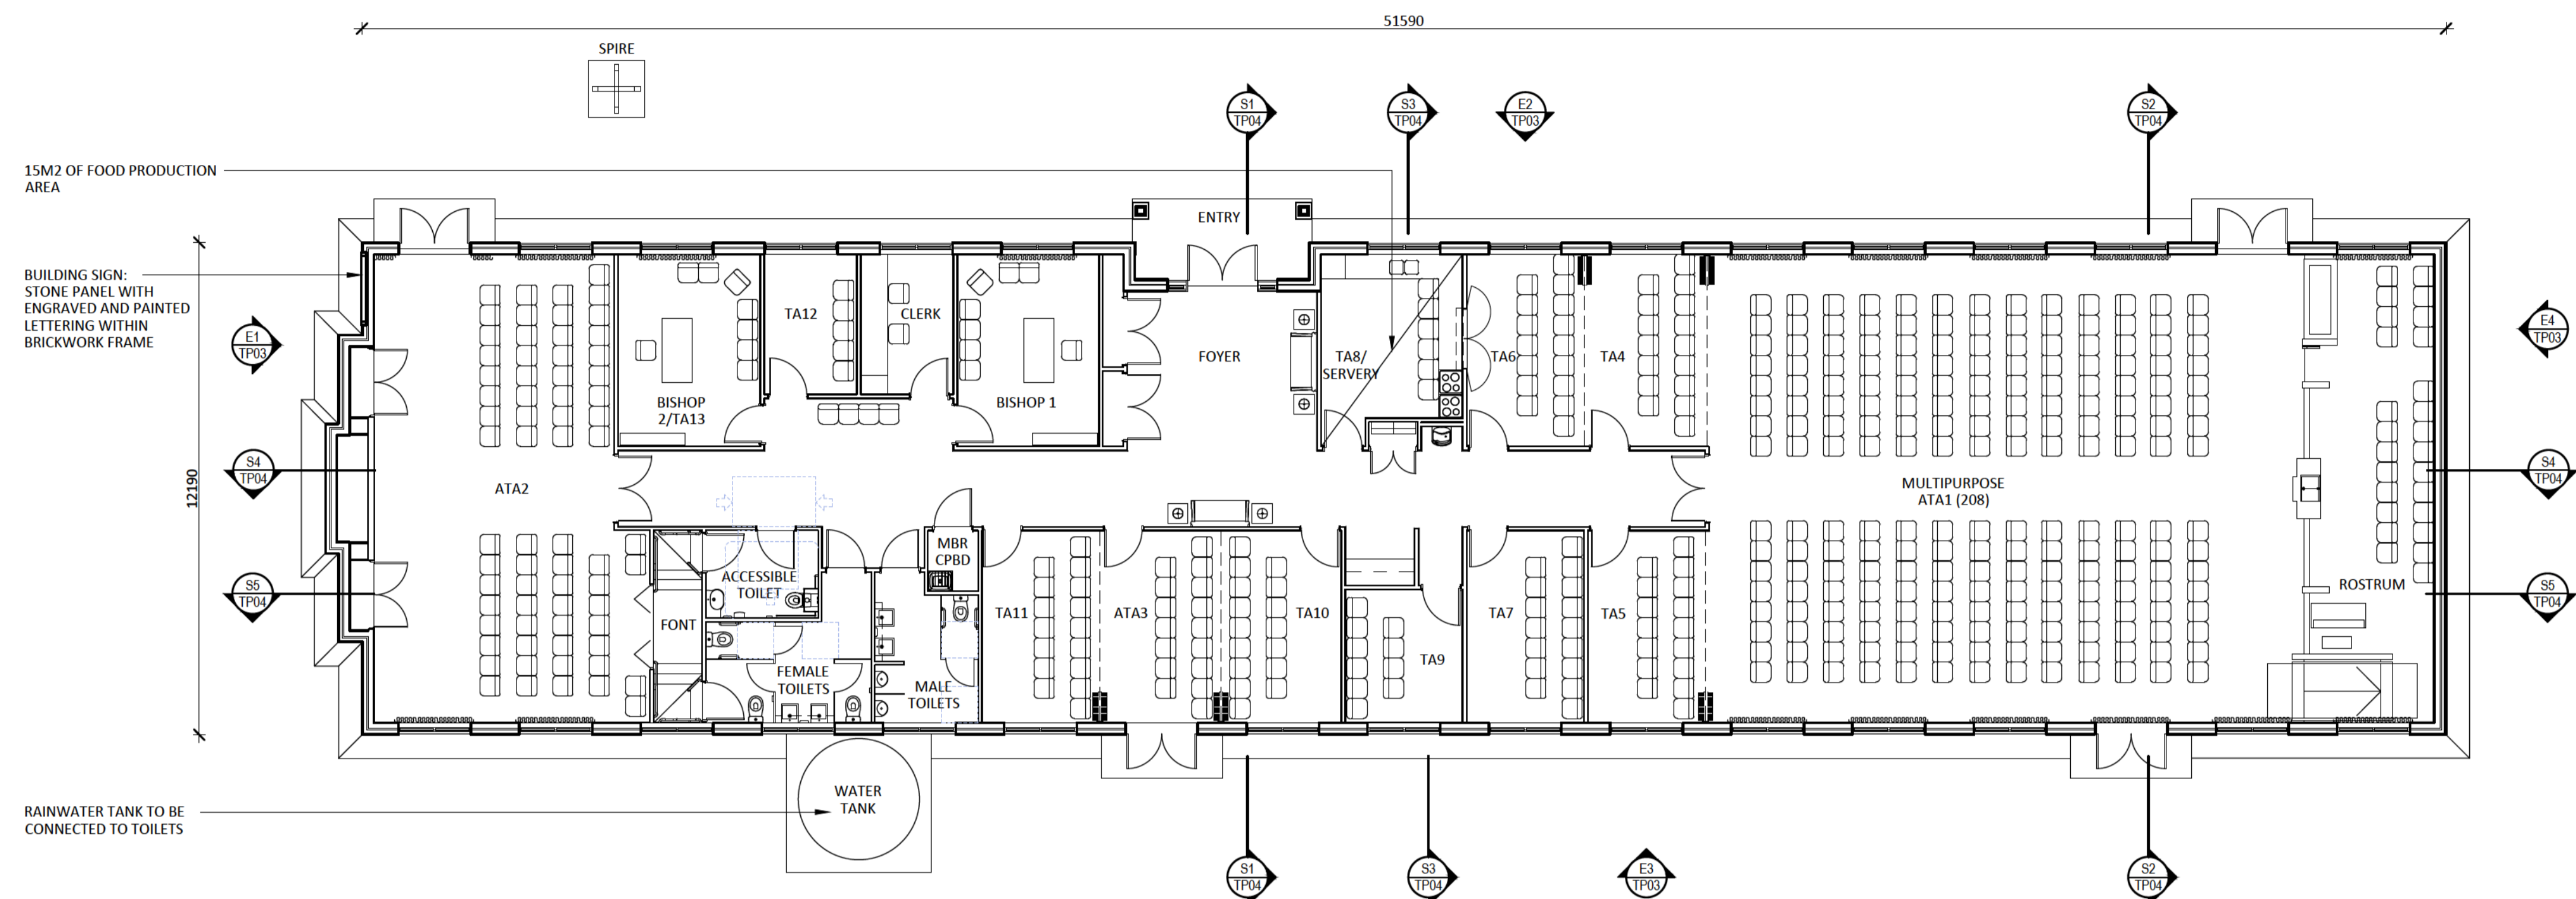 51590
SPIRE
S1
TP04
S3
TP04
E2
TP03
S2
TP04
15M2 OF FOOD PRODUCTION
AREA
ENTRY
BUILDING SIGN:
STONE PANEL WITH
ENGRAVED AND PAINTED
LETTERING WITHIN
BRICKWORK FRAME
E1
TP03
TA12
CLERK
FOYER
TA8/
SERVERY
TA6
TA4
E4
TP03
BISHOP
2/TA13
BISHOP 1
12190
S4
TP04
ATA2
MULTIPURPOSE
ATA1 (208)
S4
TP04
MBR
CPBD
S5
TP04
ACCESSIBLE
TOILET
FONT
TA11
ATA3
TA10
TA7
TA5
ROSTRUM
S5
TP04
TA9
FEMALE
TOILETS
MALE
TOILETS
WATER
TANK
RAINWATER TANK TO BE
CONNECTED TO TOILETS
S1
TP04
S3
TP04
E3
TP03
S2
TP04